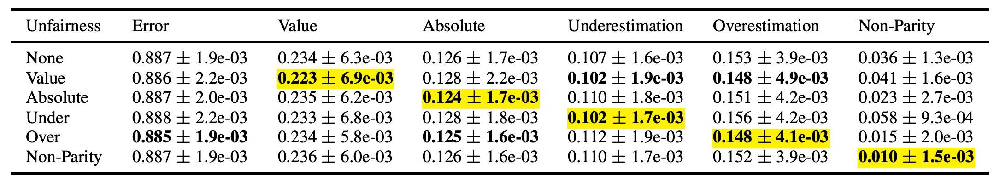 Unfairness Error Value Absolute Underestimation Overestimation Non-Parity
None 0.887 ± 1.9e-03 0.234 ± 6.3e-03 0.126 ± 1.7e-03 0.107 ± 1.6e-03 0.153 ± 3.9e-03 0.036 ± 1.3e-03
Value 0.886 ± 2.2e-03 0.223 ± 6.9e-03 0.128 ± 2.2e-03 0.102 ± 1.9e-03 0.148 ± 4.9e-03 0.041 ± 1.6e-03
Absolute 0.887 ± 2.0e-03 0.235 ± 6.2e-03 0.124 ± 1.7e-03 0.110 ± 1.8e-03 0.151 ± 4.2e-03 0.023 ± 2.7e-03
Under 0.888 ± 2.2e-03 0.233 ± 6.8e-03 0.128 ± 1.8e-03 0.102 ± 1.7e-03 0.156 ± 4.2e-03 0.058 ± 9.3e-04
Over 0.885 ± 1.9e-03 0.234 ± 5.8e-03 0.125 ± 1.6e-03 0.112 ± 1.9e-03 0.148 ± 4.1e-03 0.015 ± 2.0e-03
Non-Parity 0.887 ± 1.9e-03 0.236 ± 6.0e-03 0.126 ± 1.6e-03 0.110 ± 1.7e-03 0.152 ± 3.9e-03 0.010 ± 1.5e-03